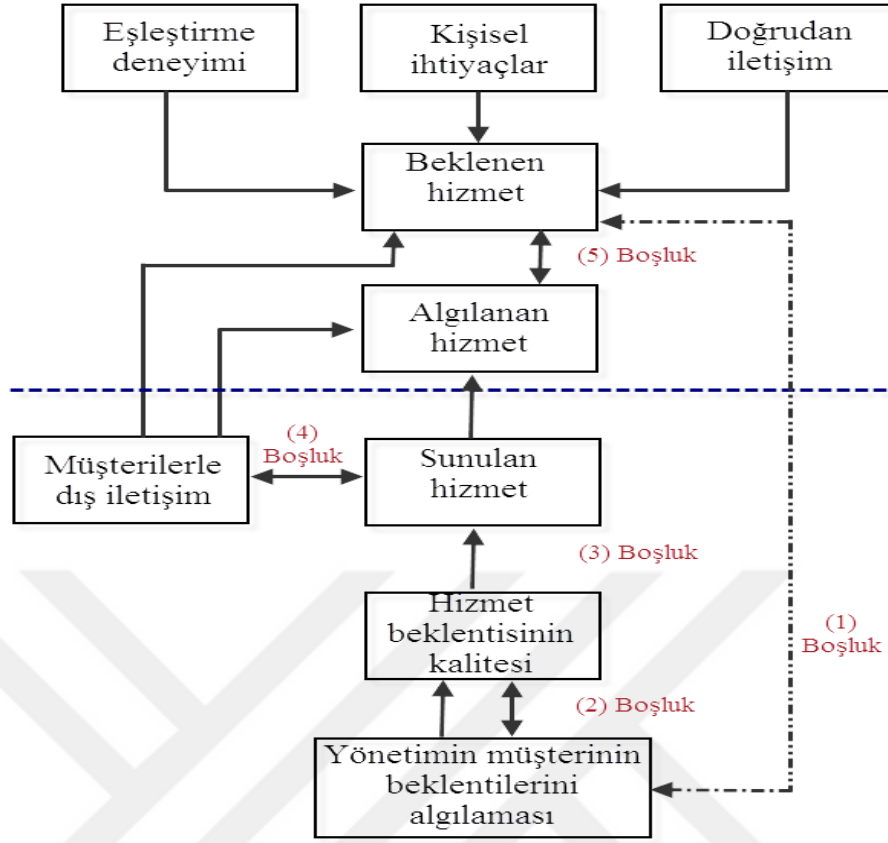 Eşleştirme
deneyimi
Kişisel
ihtiyaçlar
Doğrudan
iletişim
Beklenen
hizmet
(5) Boşluk
Algılanan
hizmet
Müşterilerle
dış iletişim
(4)
Boşluk
Sunulan
hizmet
(3) Boşluk
Hizmet
beklentisinin
kalitesi
(1)
Boşluk
(2) Boşluk
Yönetimin müşterinin
beklentilerini
algılaması